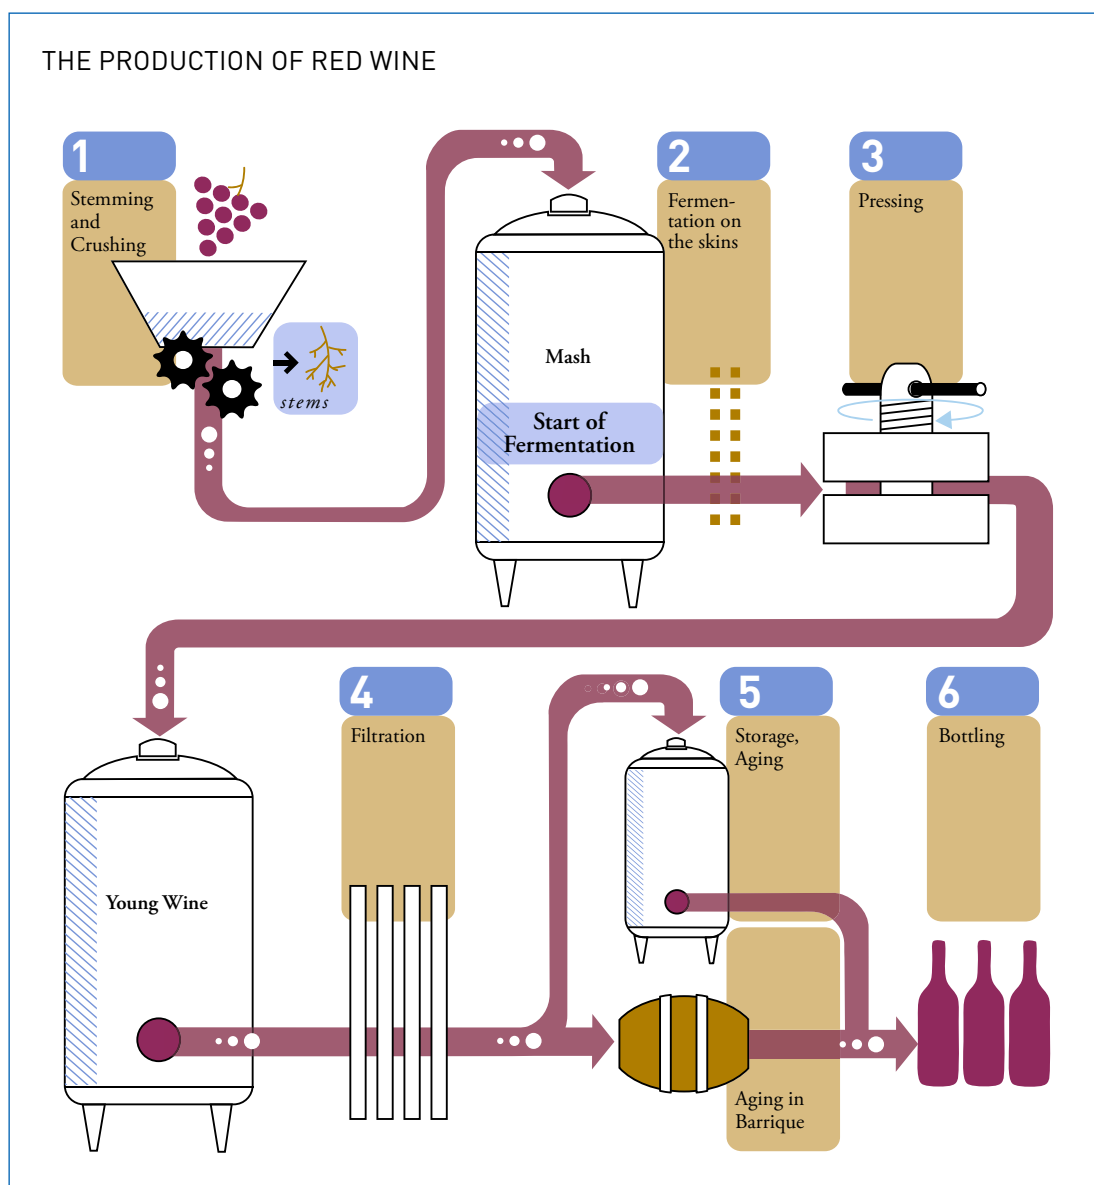 THE PRODUCTION OF RED WINE
1
Stemming
and
Crushing
stems
2
Fermen-
tation on
the skins
Mash
Start of
Fermentation
3
Pressing
Young Wine
4
Filtration
5
Storage,
Aging
Aging in
Barrique
6
Bottling